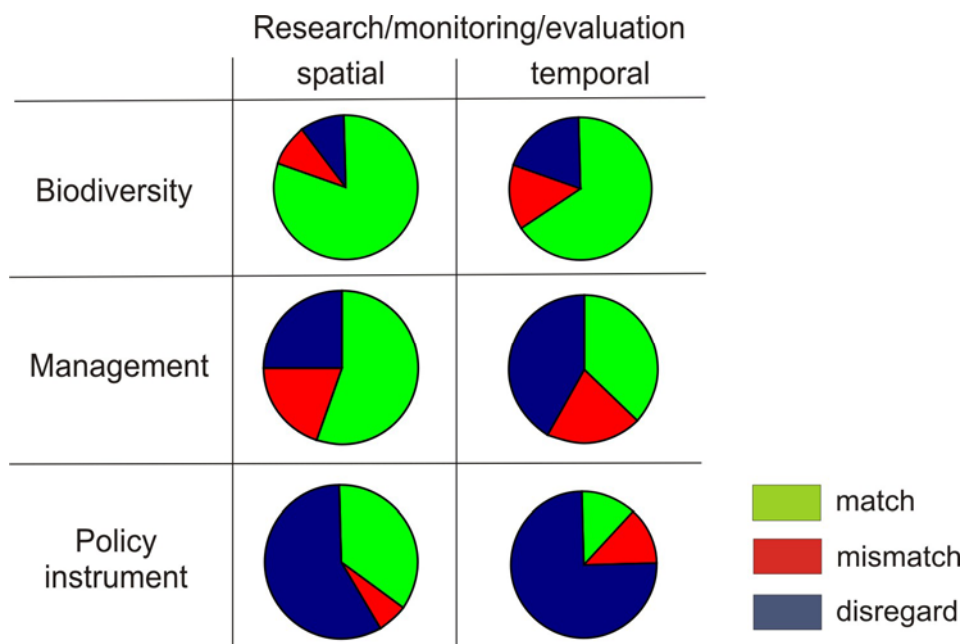 Research/monitoring/evaluation
spatial
temporal
Biodiversity
Management
Policy
instrument
match
mismatch
disregard